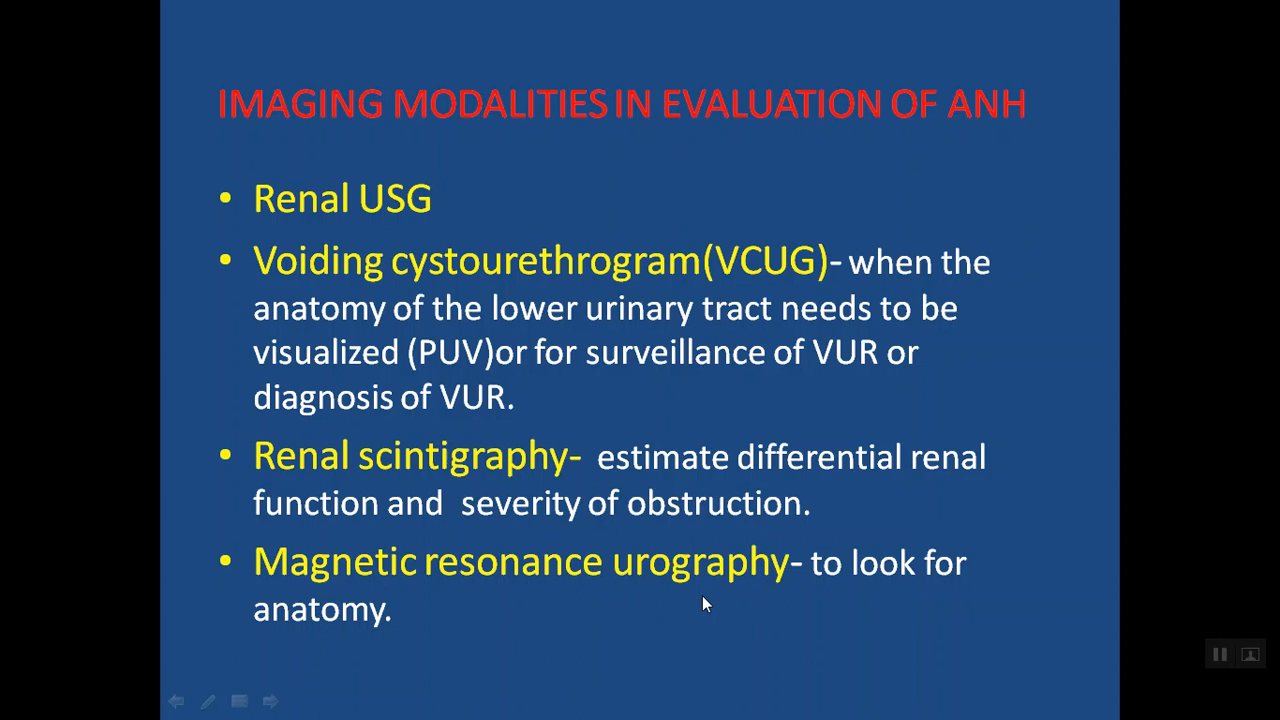 IMAGING MODALITIES IN EVALUATION OF ANH
• Renal USG
• Voiding cystourethrogram(VCUG)- when the
anatomy of the lower urinary tract needs to be
visualized (PUV)or for surveillance of VUR or
diagnosis of VUR.
• Renal scintigraphy-  estimate differential renal
function and  severity of obstruction.
• Magnetic resonance urography- to look for
anatomy.